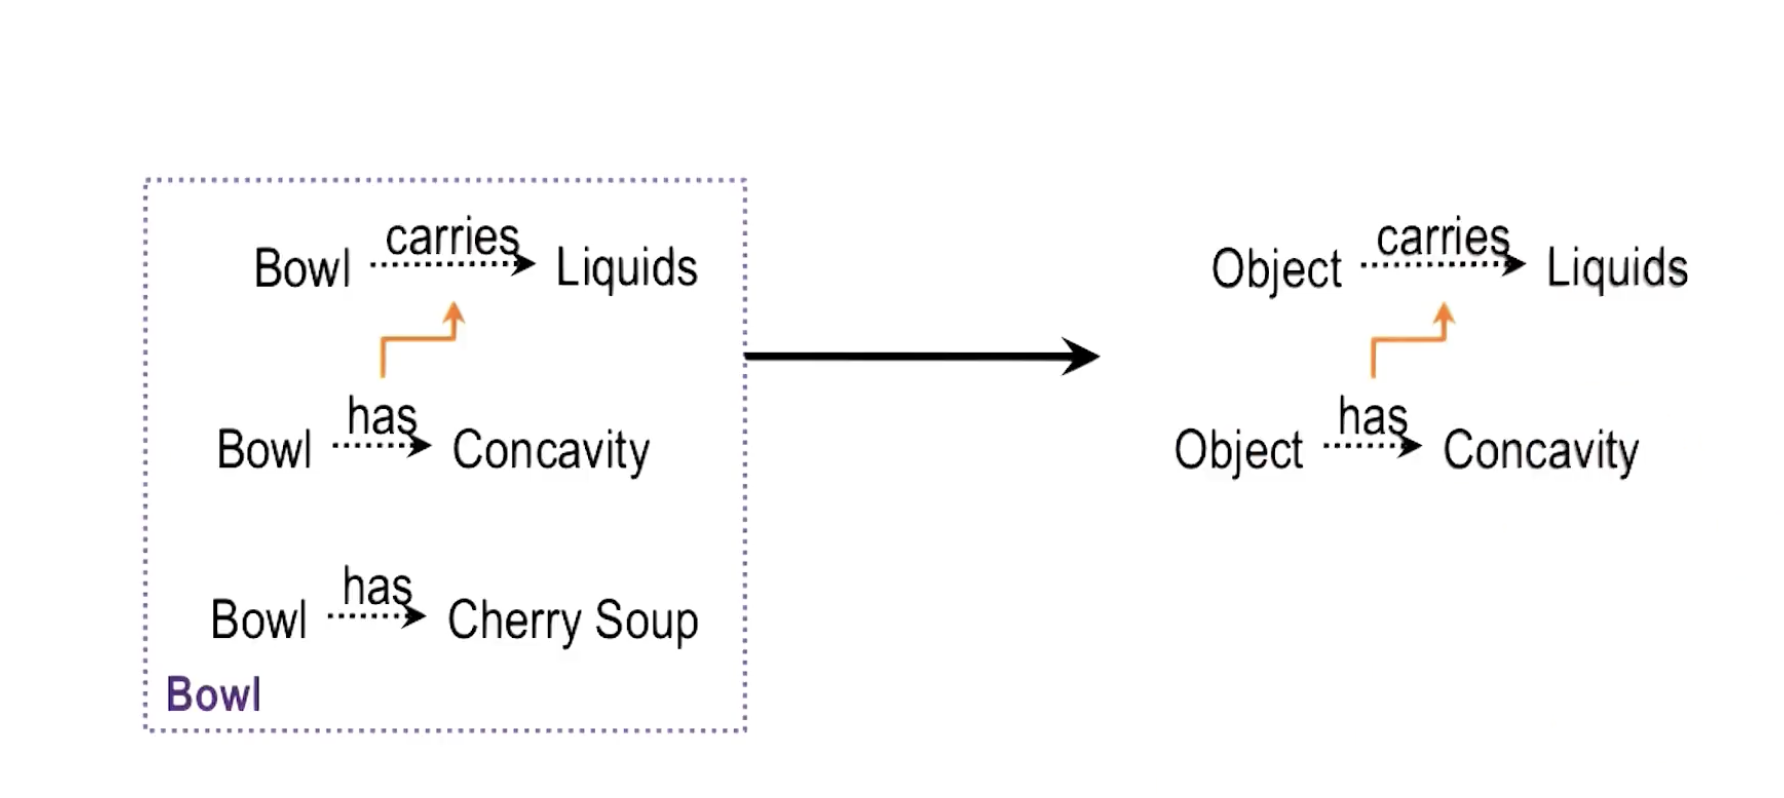 carries
Bowl Liquids
has
Bowl Concavity
has
Bowl Cherry Soup
Bowl
carries
Object Liquids
has
Object Concavity